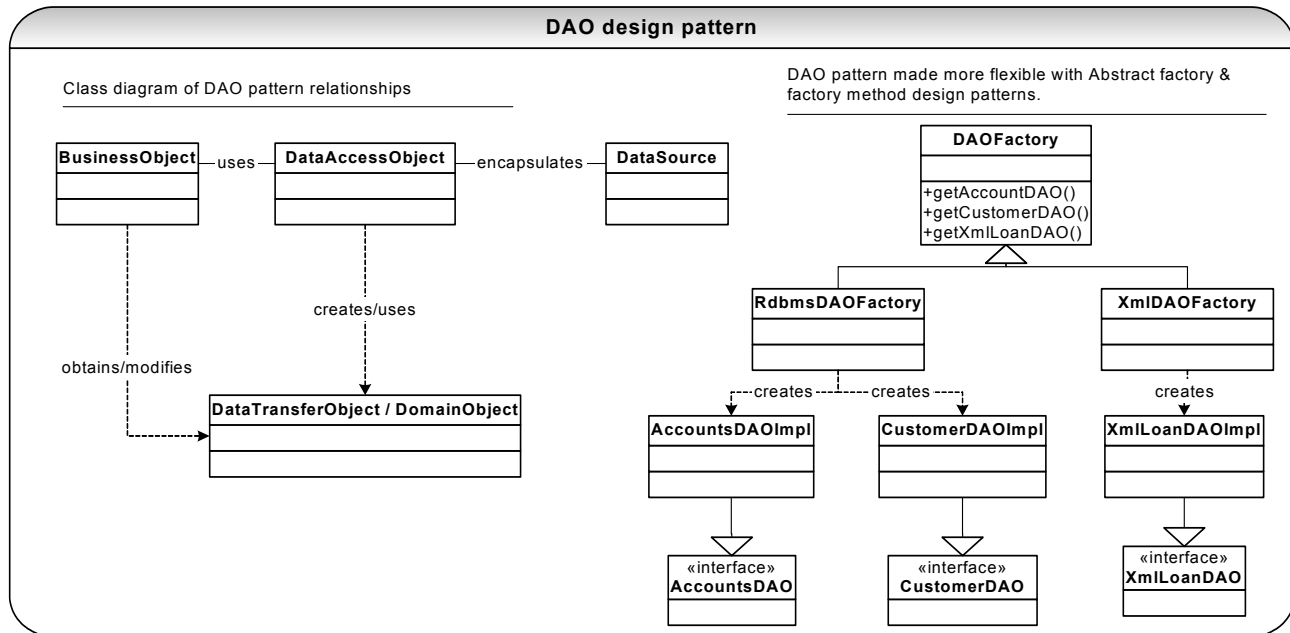 DAO design pattern
Class diagram of DAO pattern relationships
BusinessObject
uses
DataAccessObject
encapsulates
DataSource
creates/uses
obtains/modifies
DataTransferObject / DomainObject
DAO pattern made more flexible with Abstract factory &
factory method design patterns.
DAOFactory
+getAccountDAO()
+getCustomerDAO()
+getXmlLoanDAO()
RdbmsDAOFactory
XmlDAOFactory
creates
creates
creates
AccountsDAOImpl
CustomerDAOImpl
XmlLoanDAOImpl
«interface»
AccountsDAO
«interface»
CustomerDAO
«interface»
XmlLoanDAO